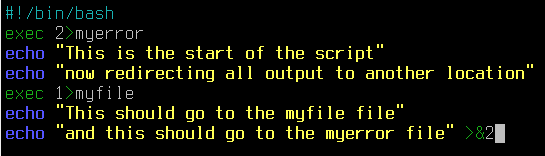 #!/bin/bash
exec 2>myerror
echo "This is the start of the script"
echo "now redirecting all output to another location"
exec 1>myfile
echo "This should go to the myfile file"
echo "and this should go to the myerror file" >&2